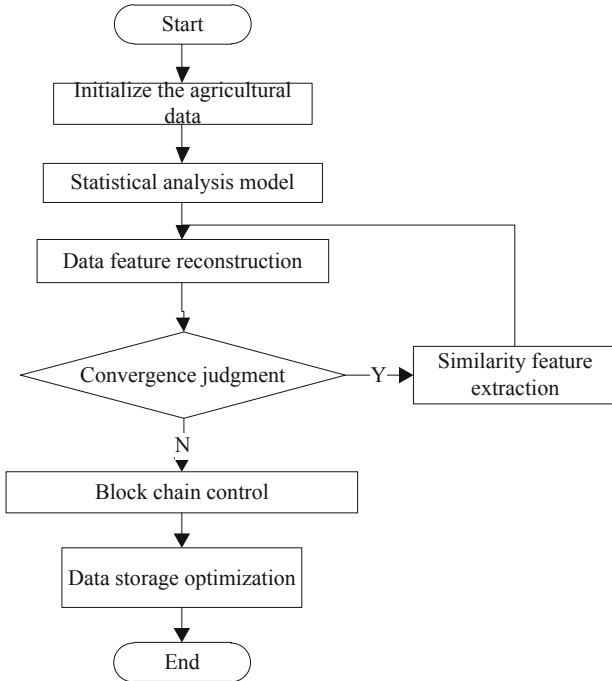 Start
Initialize the agricultural
data
Statistical analysis model
Data feature reconstruction
Convergence judgment
Y
Similarity feature
extraction
N
Block chain control
Data storage optimization
End